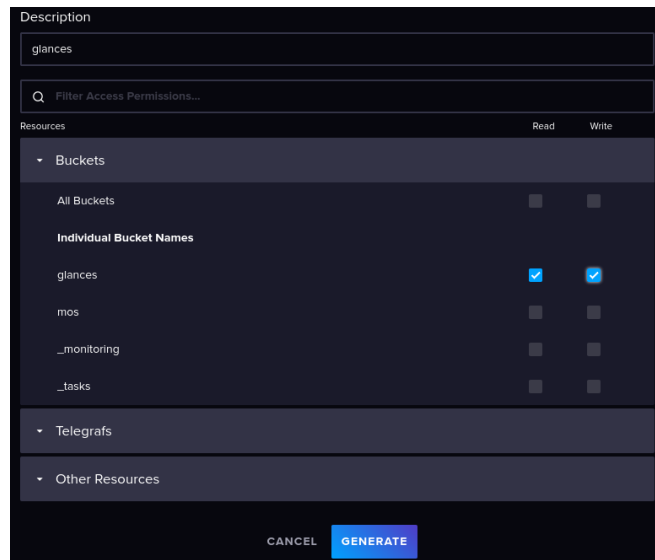 Description
glances
Filter Access Permissions...
Resources Read Write
Buckets
All Buckets
Individual Bucket Names
glances
mos
_monitoring
_tasks
Telegrafs
Other Resources
CANCEL GENERATE